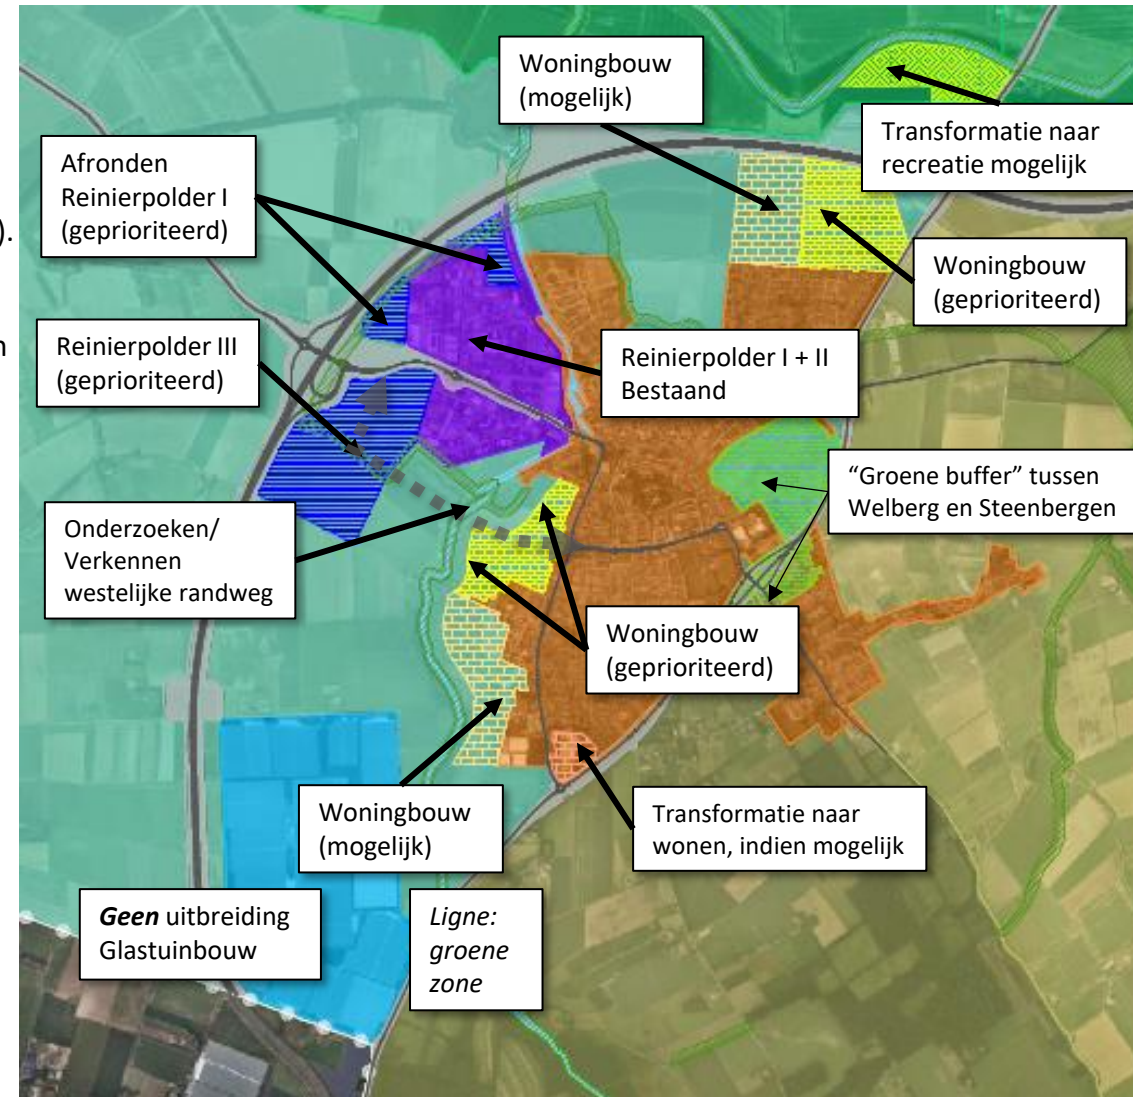 Woningbouw
(mogelijk)
Transformatie naar
recreatie mogelijk
Afronden
Reinierpolder I
(geprioriteerd)
).
Woningbouw
(geprioriteerd)
n
Reinierpolder III
(geprioriteerd)
Reinierpolder I + II
Bestaand
“Groene buffer” tussen
Welberg en Steenbergen
Onderzoeken/
Verkennen
westelijke randweg
Woningbouw
(geprioriteerd)
Woningbouw
(mogelijk)
Transformatie naar
wonen, indien mogelijk
Geen uitbreiding
Glastuinbouw
Ligne:
groene
zone